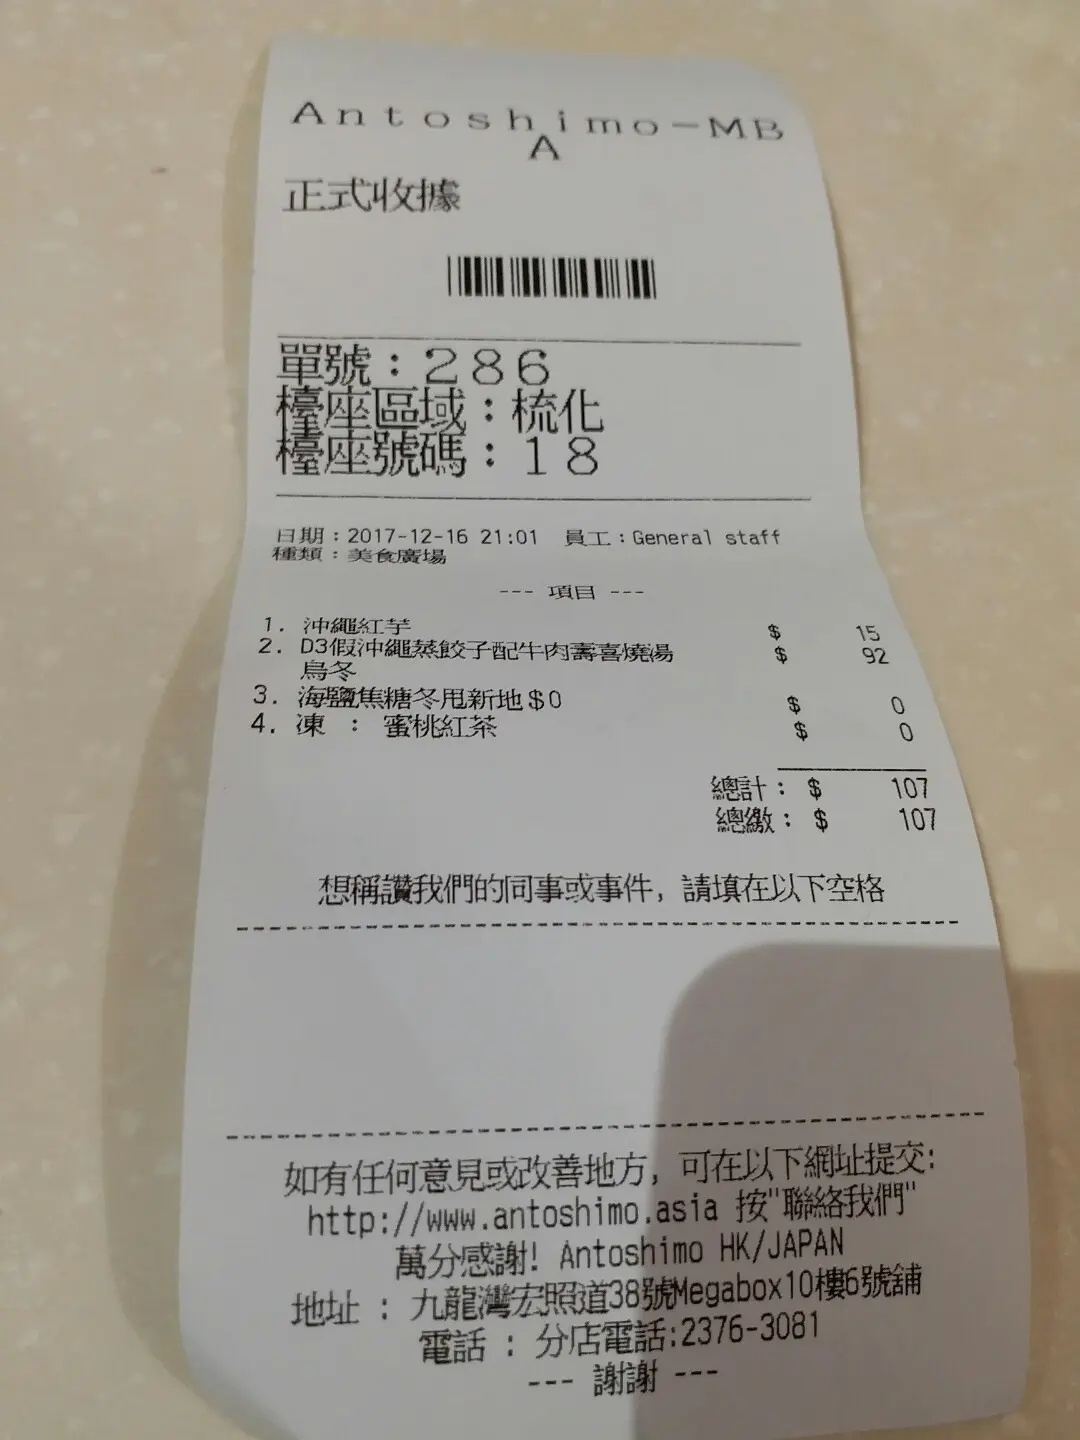 Antoshimo-MB
A
正式收據
單號：286
檯座區域：梳化
檯座號碼：18
日期：2017-12-16 21:01 員工：General staff
種類：美食廣場
--- 項目 ---
1. 沖繩紅芋 $ 15
2. D3假沖繩蒸餃子配牛肉壽喜燒湯 $ 92
烏冬
3. 海鹽焦糖冬甩新地$0 $ 0
4. 凍 ： 蜜桃紅茶 $ 0
總計：$ 107
總繳：$ 107
想稱讚我們的同事或事件, 請填在以下空格
如有任何意見或改善地方, 可在以下網址提交:
http://www.antoshimo.asia 按"聯絡我們"
萬分感謝! Antoshimo HK/JAPAN
地址 : 九龍灣宏照道38號Megabox10樓6號舖
電話 : 分店電話:2376-3081
--- 謝謝 ---